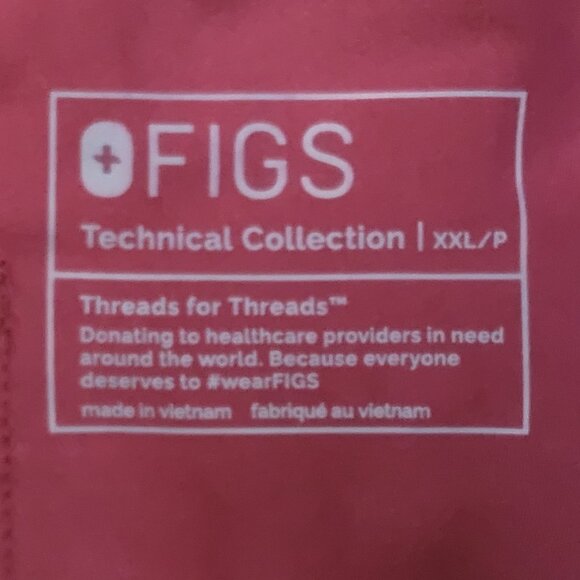 FIGS
Technical Collection | XXL/P
Threads for Threads™
Donating to healthcare providers in need
around the world. Because everyone
deserves to #wearFIGS
made in vietnam fabriqué au vietnam